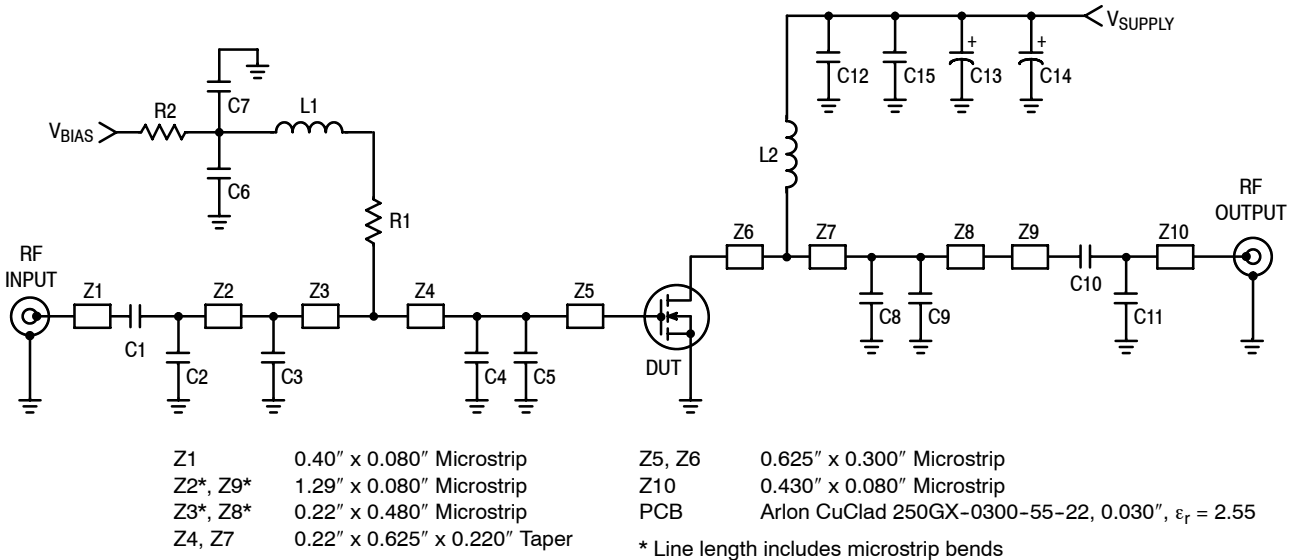 VSUPPLY
C12
C15
+
C13
+
C14
C7
R2
L1
VBIAS
C6
L2
R1
RF
OUTPUT
Z6
Z7
Z8
Z9
Z10
RF
INPUT
Z1
Z2
Z3
Z4
Z5
C10
C8
C9
C11
C1
C2
C3
C4
C5
DUT
Z1 0.40″ x 0.080″ Microstrip
Z2*, Z9* 1.29″ x 0.080″ Microstrip
Z3*, Z8* 0.22″ x 0.480″ Microstrip
Z4, Z7 0.22″ x 0.625″ x 0.220″ Taper
Z5, Z6 0.625″ x 0.300″ Microstrip
Z10 0.430″ x 0.080″ Microstrip
PCB Arlon CuClad 250GX-0300-55-22, 0.030″, εr = 2.55
* Line length includes microstrip bends